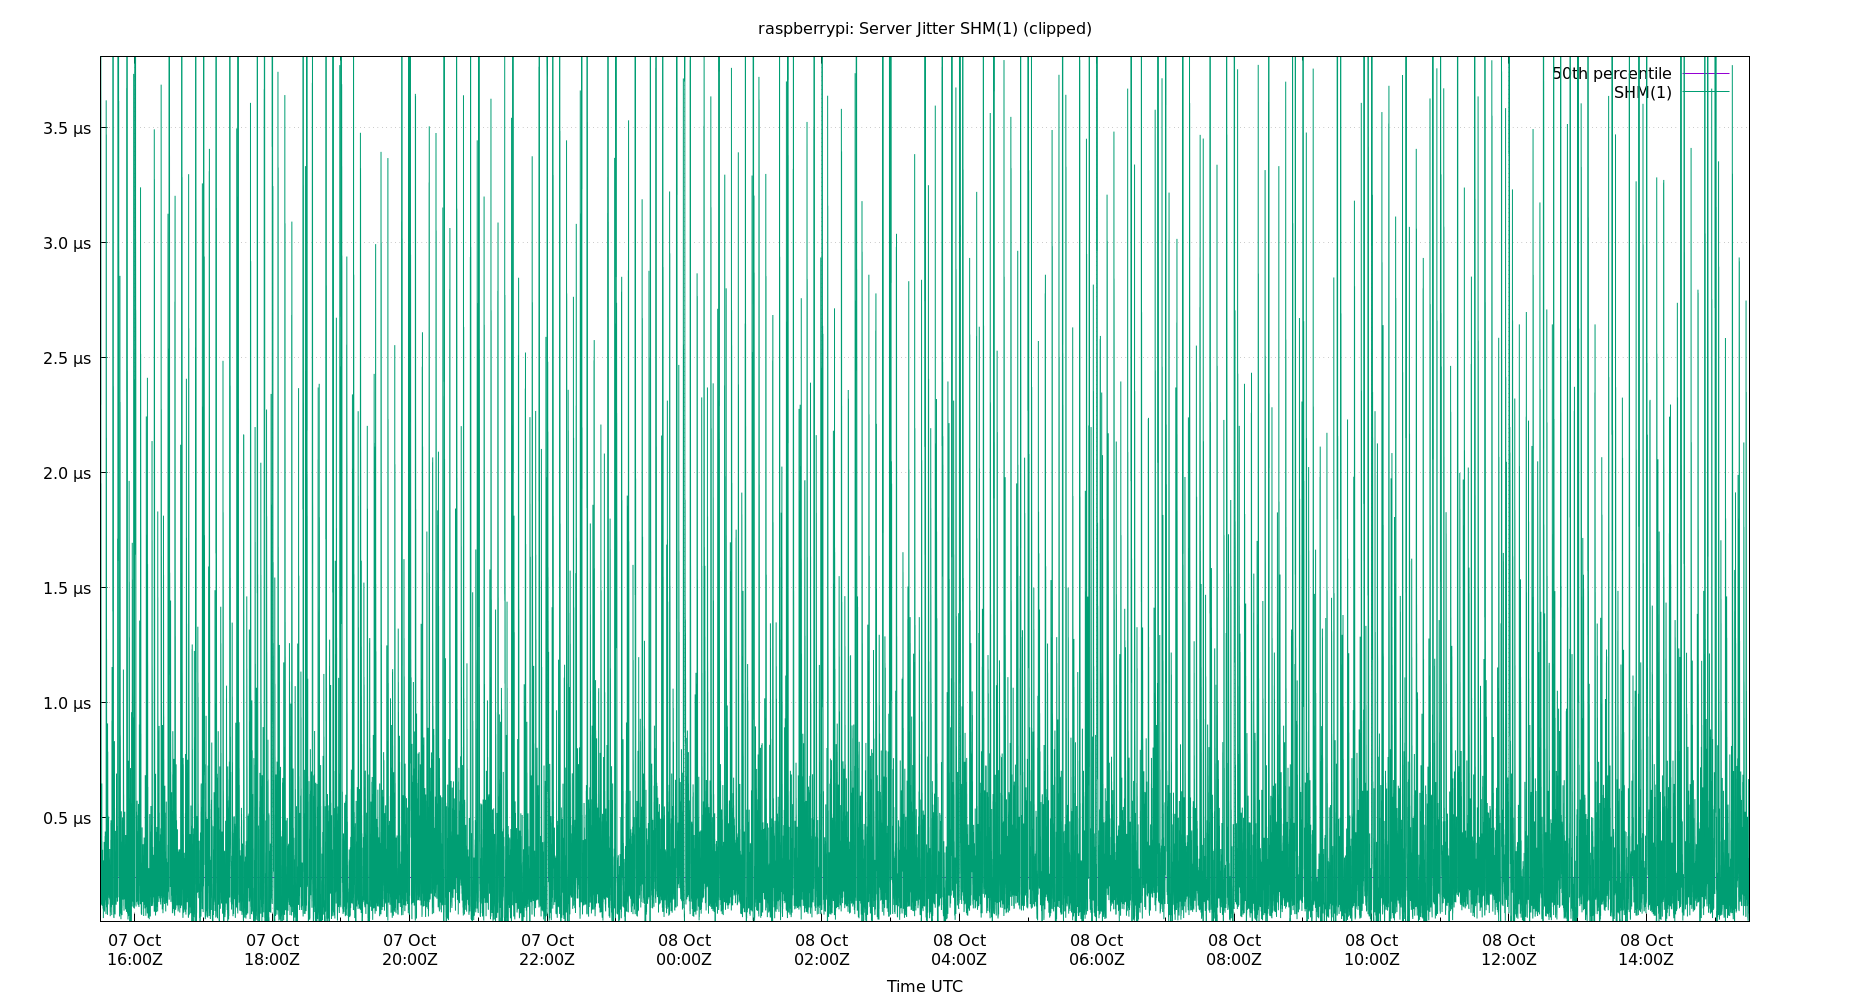 raspberrypi: Server Jitter SHM(1) (clipped)
50th percentile
SHM(1)
3.5 µs
3.0 µs
2.5 µs
2.0 µs
1.5 µs
1.0 µs
0.5 µs
07 Oct 07 Oct 07 Oct 07 Oct 08 Oct 08 Oct 08 Oct 08 Oct 08 Oct 08 Oct 08 Oct 08 Oct
16:00Z 18:00Z 20:00Z 22:00Z 00:00Z 02:00Z 04:00Z 06:00Z 08:00Z 10:00Z 12:00Z 14:00Z
Time UTC